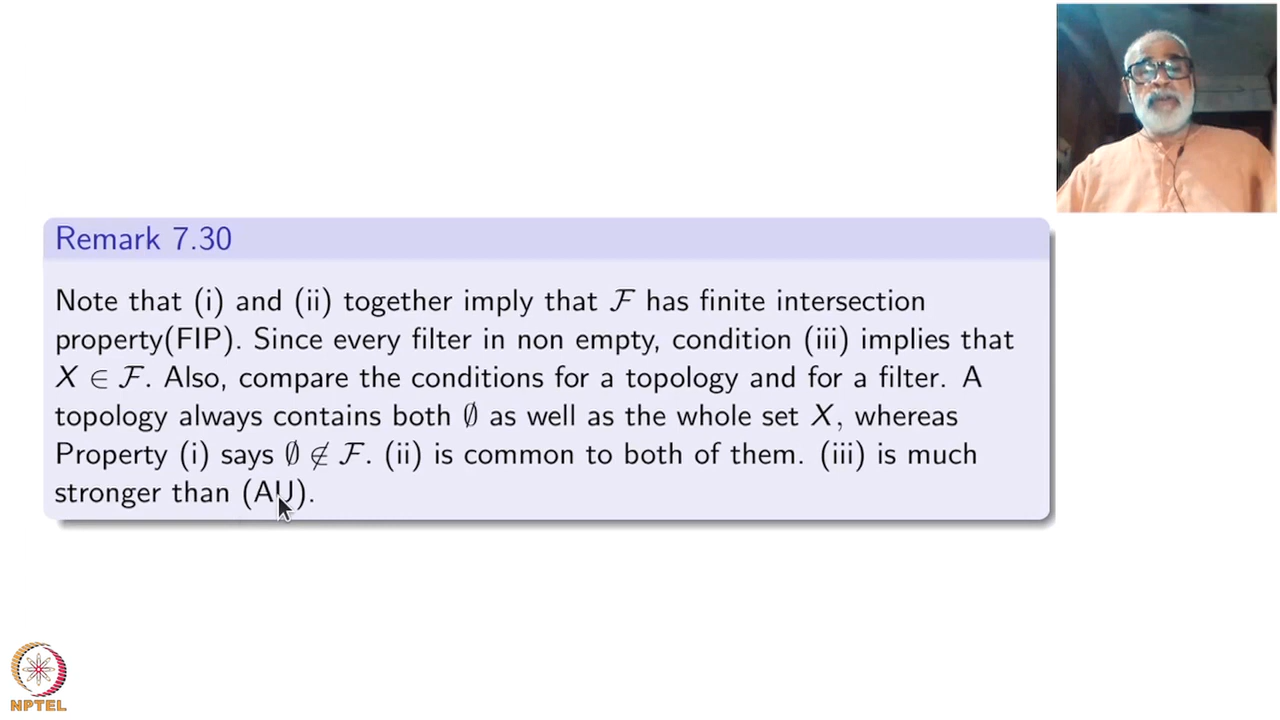 Remark 7.30
Note that (i) and (ii) together imply that ℱ has finite intersection
property(FIP). Since every filter in non empty, condition (iii) implies that
X ∈ ℱ. Also, compare the conditions for a topology and for a filter. A
topology always contains both ∅ as well as the whole set X, whereas
Property (i) says ∅ ∉ ℱ. (ii) is common to both of them. (iii) is much
stronger than (AU).
NPTEL